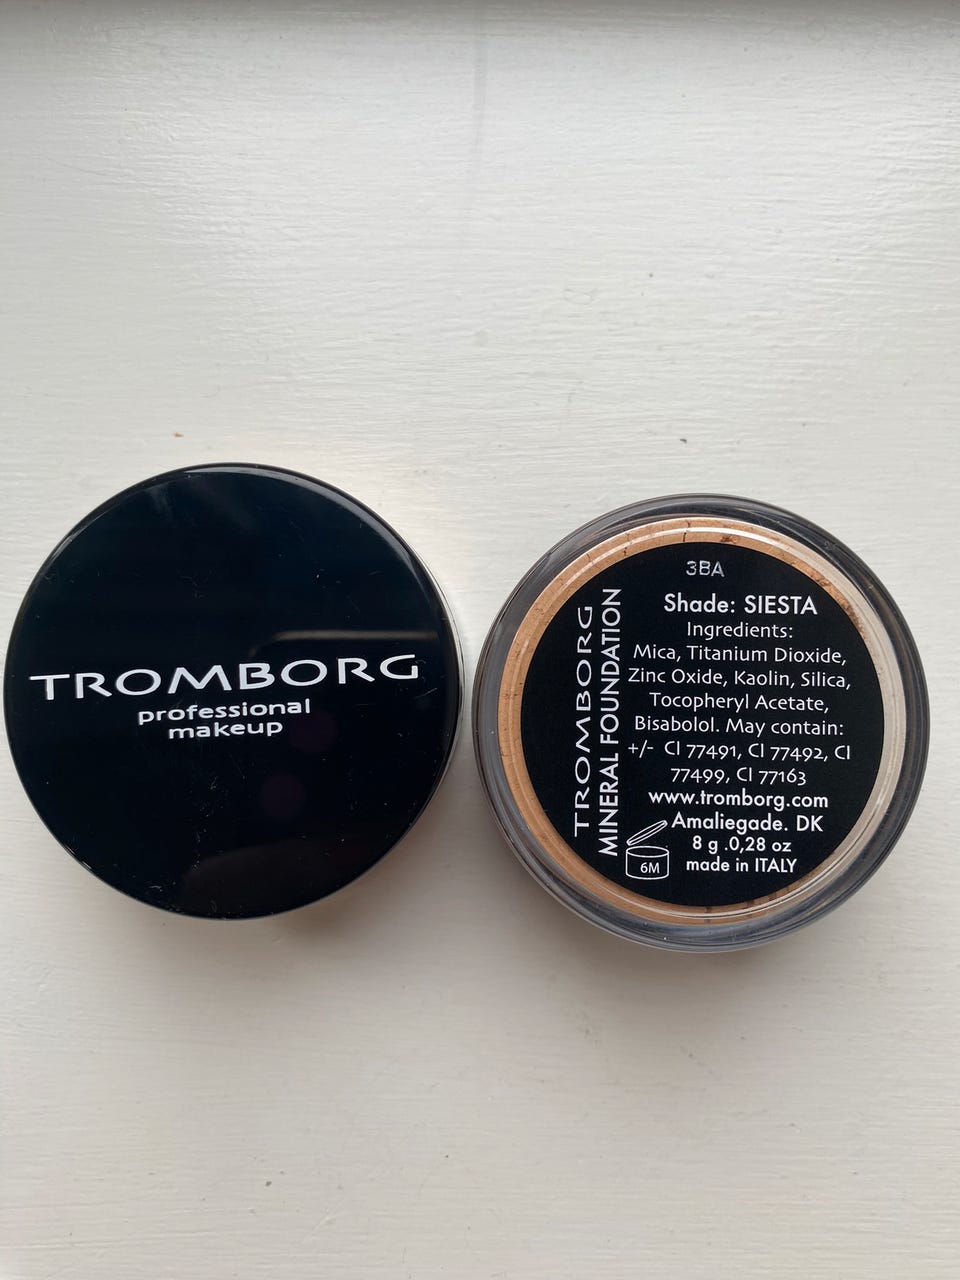 TROMBORG
professional
makeup
3BA
TROMBORG
MINERAL FOUNDATION
Shade: SIESTA
Ingredients:
Mica, Titanium Dioxide,
Zinc Oxide, Kaolin, Silica,
Tocopheryl Acetate,
Bisabolol. May contain:
+/- CI 77491, CI 77492, CI
77499, CI 77163
www.tromborg.com
Amaliegade. DK
8 g .0,28 oz
made in ITALY
6M